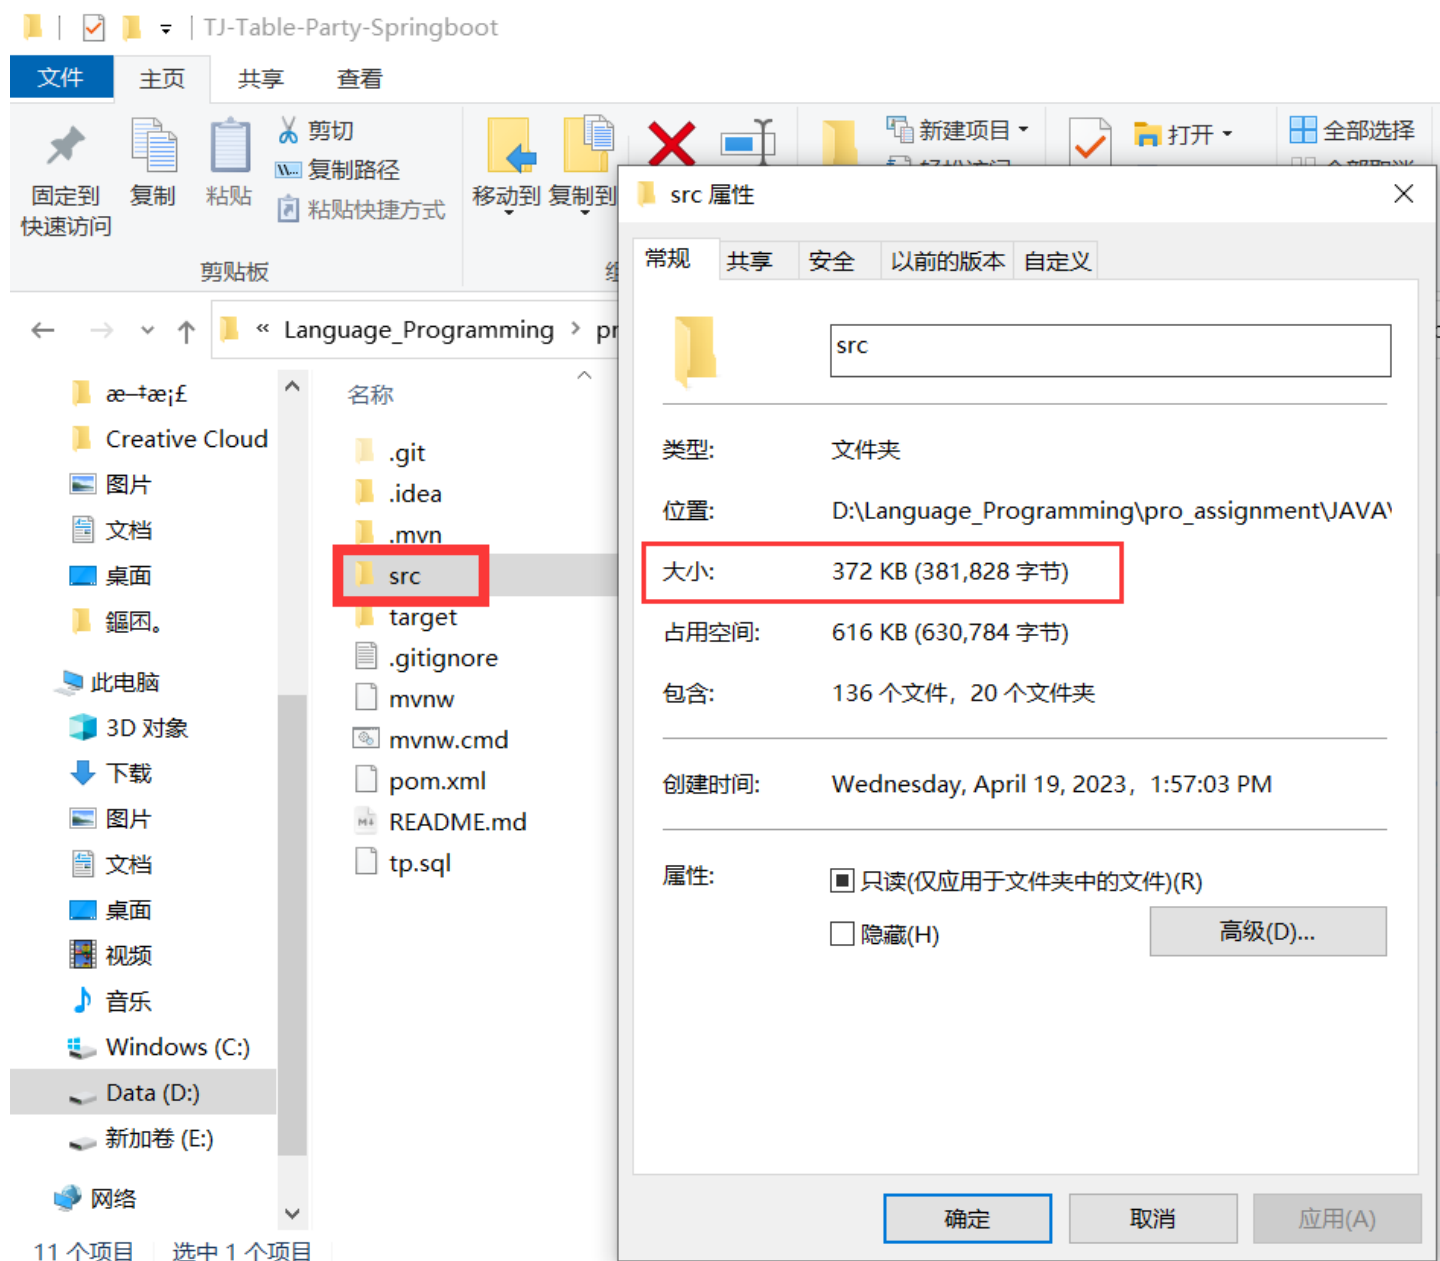 TJ-Table-Party-Springboot
文件 主页 共享 查看
固定到
快速访问
复制
粘贴
剪切
复制路径
粘贴快捷方式
剪贴板
移动到
复制到
新建项目
打开
全部选择
« Language_Programming > pr
æ–‡æ¡£
Creative Cloud
图片
文档
桌面
鏂囨。
此电脑
3D 对象
下载
图片
文档
桌面
视频
音乐
Windows (C:)
Data (D:)
新加卷 (E:)
网络
11 个项目 选中 1 个项目
名称
.git
.idea
.mvn
src
target
.gitignore
mvnw
mvnw.cmd
pom.xml
README.md
tp.sql
src 属性
常规 共享 安全 以前的版本 自定义
src
类型: 文件夹
位置: D:\Language_Programming\pro_assignment\JAVA\
大小: 372 KB (381,828 字节)
占用空间: 616 KB (630,784 字节)
包含: 136 个文件，20 个文件夹
创建时间: Wednesday, April 19, 2023，1:57:03 PM
属性: 只读(仅应用于文件夹中的文件)(R)
隐藏(H)
高级(D)...
确定 取消 应用(A)